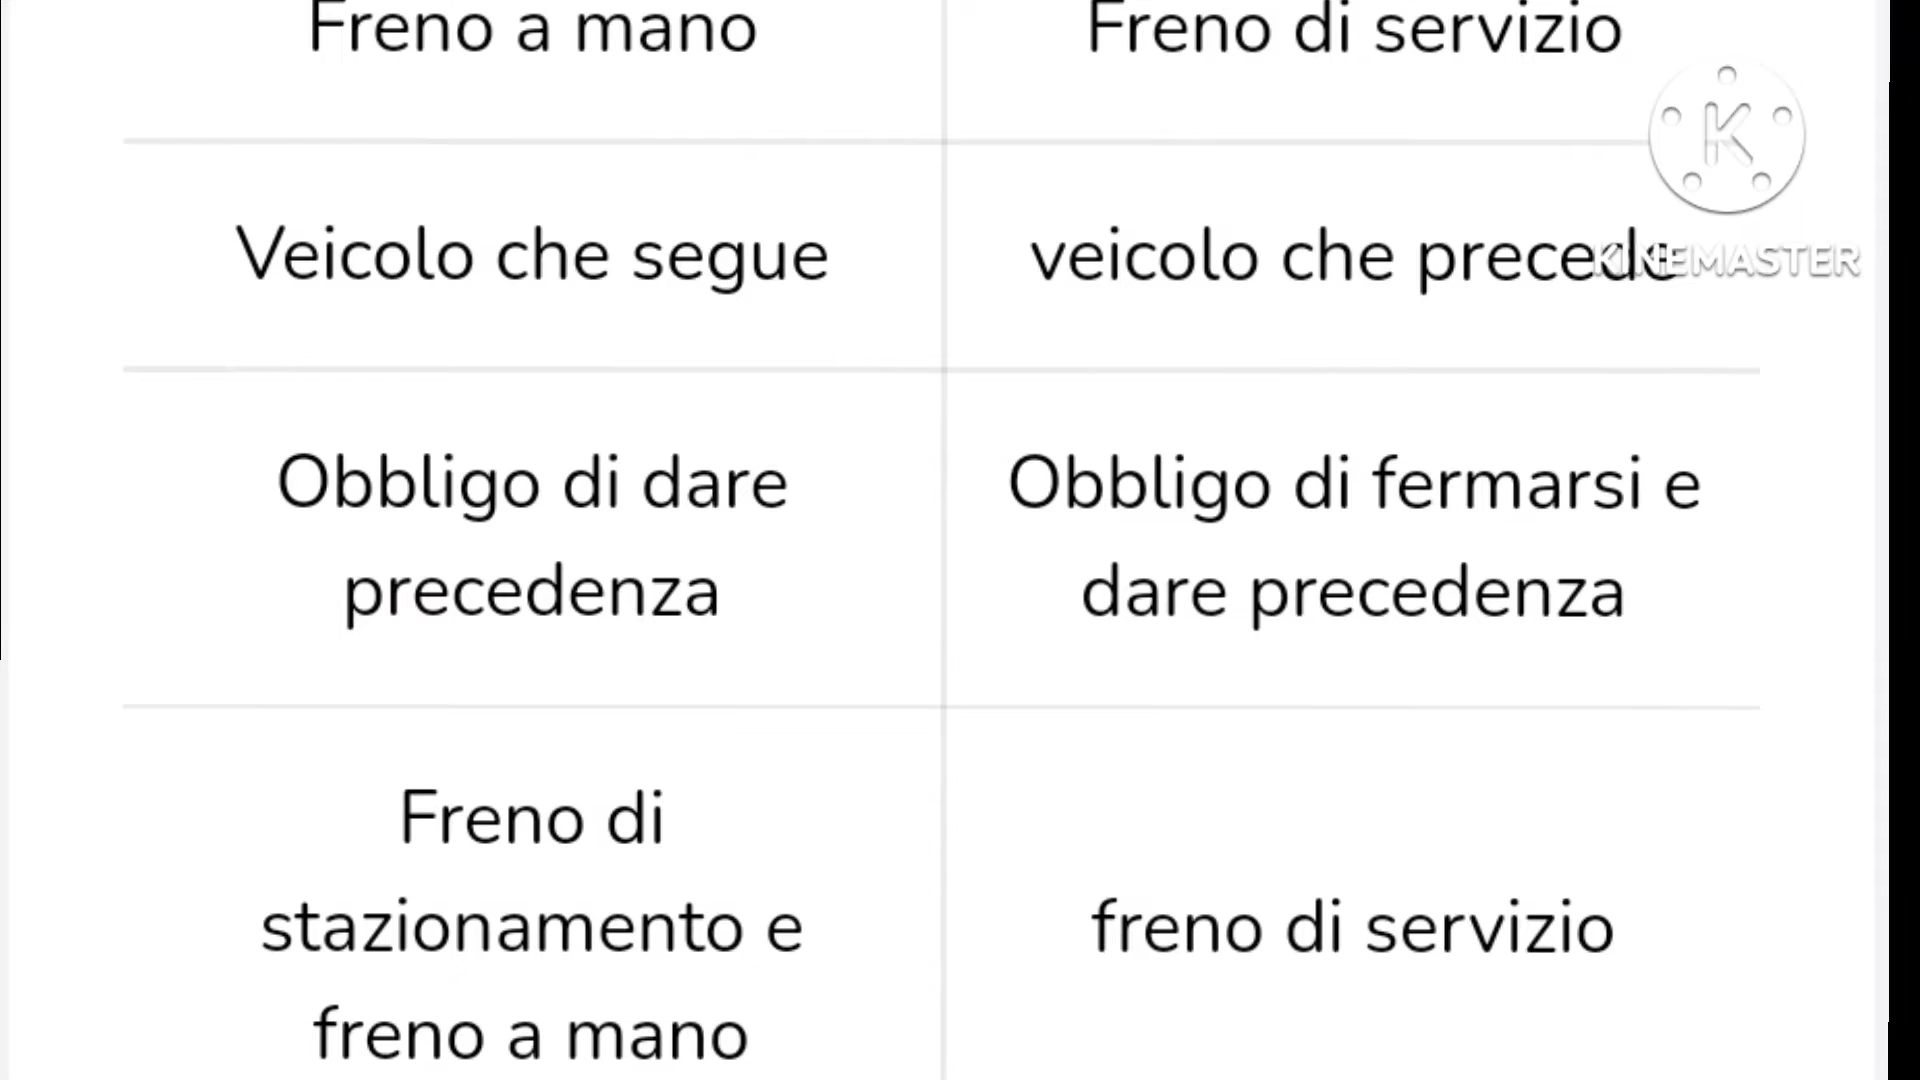 Freno a mano
Freno di servizio
Veicolo che segue
veicolo che precede
KINEMASTER
Obbligo di dare
precedenza
Obbligo di fermarsi e
dare precedenza
Freno di
stazionamento e
freno a mano
freno di servizio